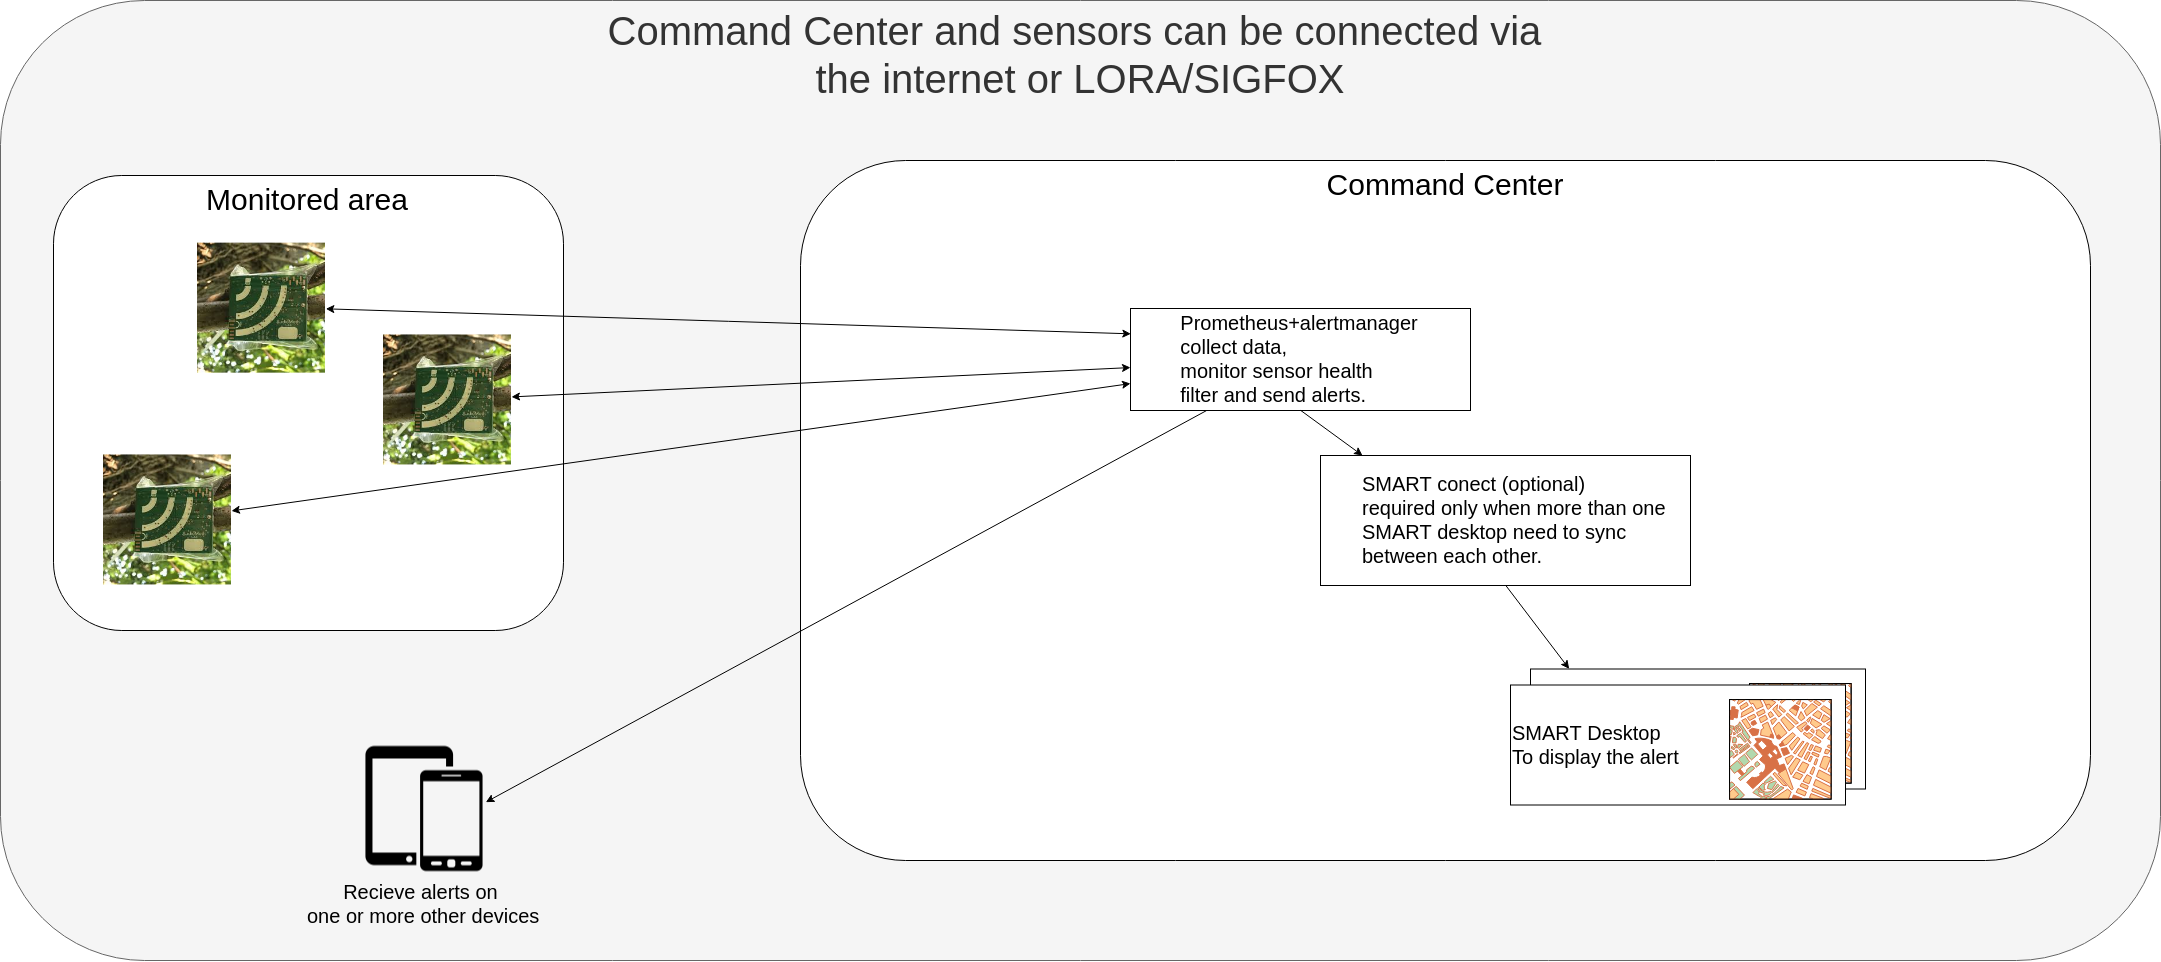 Command Center and sensors can be connected via
the internet or LORA/SIGFOX
Monitored area
Command Center
Prometheus+alertmanager
collect data,
monitor sensor health
filter and send alerts.
SMART conect (optional)
required only when more than one
SMART desktop need to sync
between each other.
SMART Desktop
To display the alert
Recieve alerts on
one or more other devices